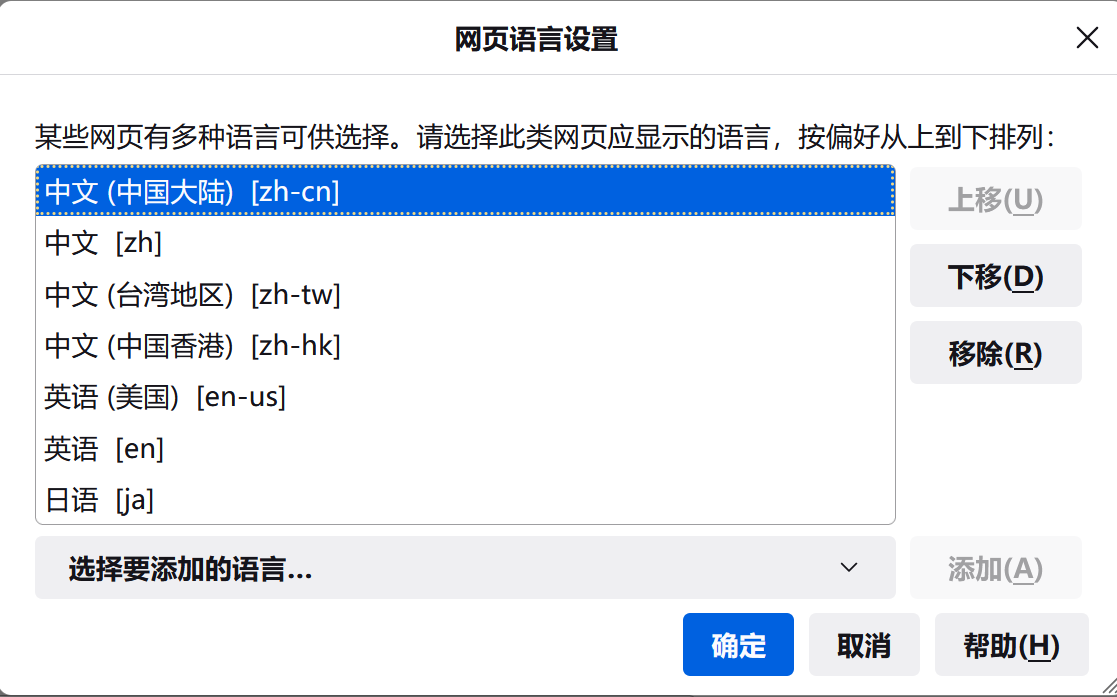 网页语言设置
某些网页有多种语言可供选择。请选择此类网页应显示的语言，按偏好从上到下排列：
中文 (中国大陆) [zh-cn]
中文 [zh]
中文 (台湾地区) [zh-tw]
中文 (中国香港) [zh-hk]
英语 (美国) [en-us]
英语 [en]
日语 [ja]
上移(U)
下移(D)
移除(R)
选择要添加的语言...
添加(A)
确定
取消
帮助(H)